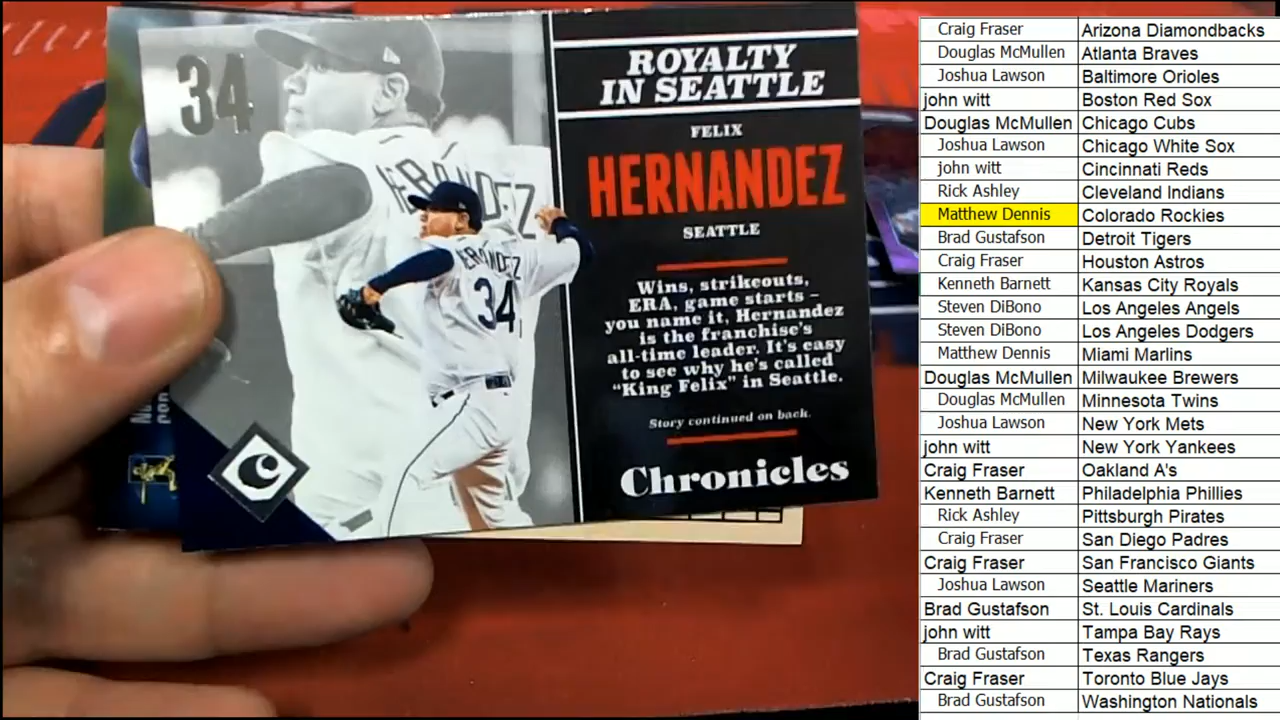 34
ROYALTY
IN SEATTLE
FELIX
HERNANDEZ
SEATTLE
Wins, strikeouts,
ERA, game starts –
you name it, Hernandez
is the franchise's
all-time leader. It's easy
to see why he's called
"King Felix" in Seattle.
Story continued on back.
Chronicles
C
HERNANDEZ
34
Craig Fraser Arizona Diamondbacks
Douglas McMullen Atlanta Braves
Joshua Lawson Baltimore Orioles
john witt Boston Red Sox
Douglas McMullen Chicago Cubs
Joshua Lawson Chicago White Sox
john witt Cincinnati Reds
Rick Ashley Cleveland Indians
Matthew Dennis Colorado Rockies
Brad Gustafson Detroit Tigers
Craig Fraser Houston Astros
Kenneth Barnett Kansas City Royals
Steven DiBono Los Angeles Angels
Steven DiBono Los Angeles Dodgers
Matthew Dennis Miami Marlins
Douglas McMullen Milwaukee Brewers
Douglas McMullen Minnesota Twins
Joshua Lawson New York Mets
john witt New York Yankees
Craig Fraser Oakland A's
Kenneth Barnett Philadelphia Phillies
Rick Ashley Pittsburgh Pirates
Craig Fraser San Diego Padres
Craig Fraser San Francisco Giants
Joshua Lawson Seattle Mariners
Brad Gustafson St. Louis Cardinals
john witt Tampa Bay Rays
Brad Gustafson Texas Rangers
Craig Fraser Toronto Blue Jays
Brad Gustafson Washington Nationals